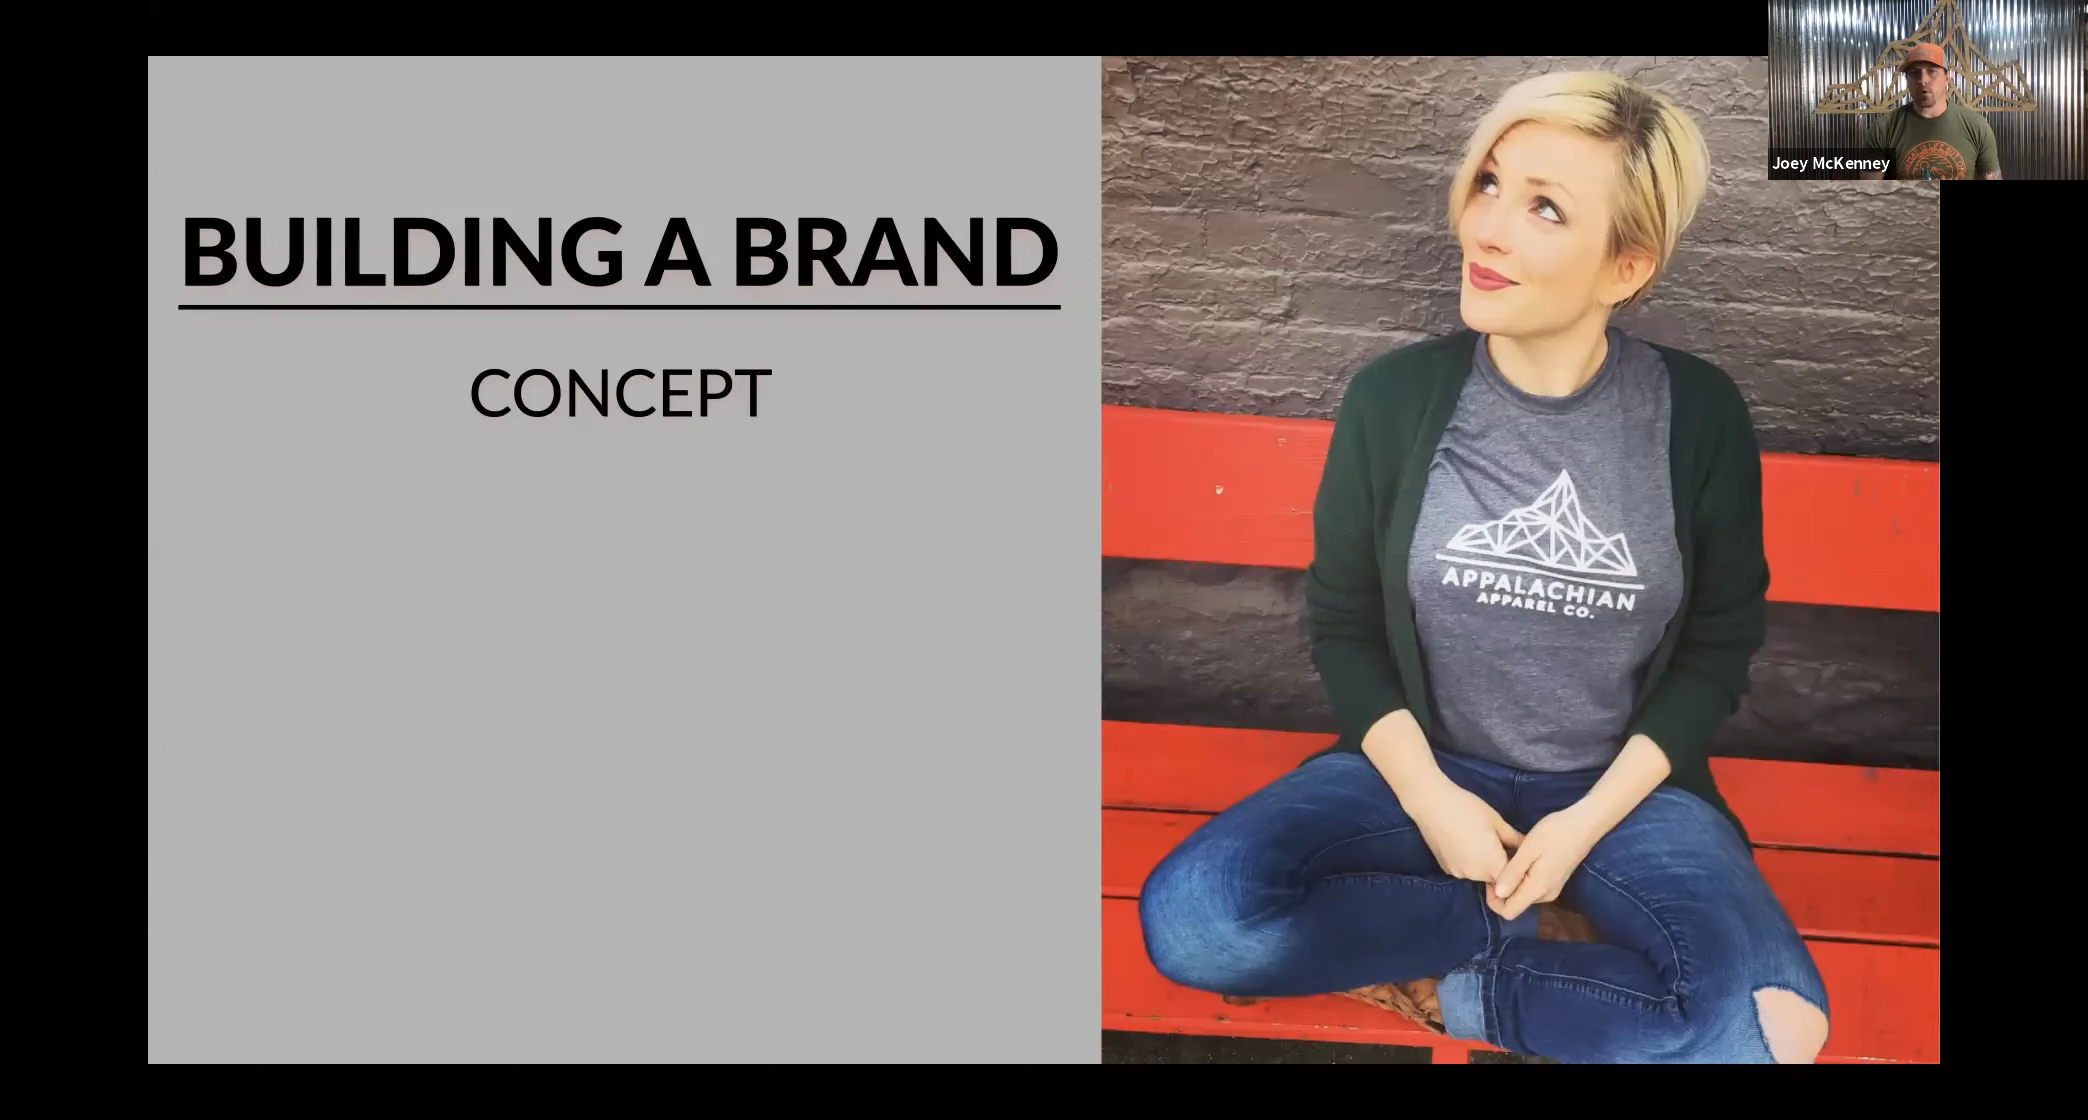 BUILDING A BRAND
CONCEPT
APPALACHIAN
APPAREL CO.
Joey McKenney